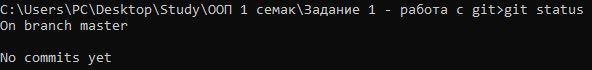 C:\Users\PC\Desktop\Study\ООП 1 семак\Задание 1 - работа с git>git status
On branch master
No commits yet